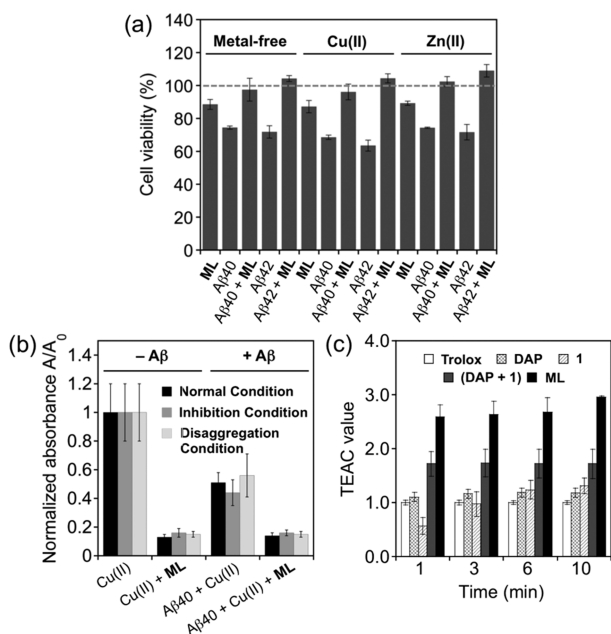 (a)
Metal-free Cu(II) Zn(II)
Cell viability (%)
140
120
100
80
60
40
20
0
ML Aβ40 Aβ40 + ML Aβ42 Aβ42 + ML ML Aβ40 Aβ40 + ML Aβ42 Aβ42 + ML ML Aβ40 Aβ40 + ML Aβ42 Aβ42 + ML
(b)
– Aβ + Aβ
Normal Condition
Inhibition Condition
Disaggregation
Condition
Normalized absorbance A/A₀
1.4
1.2
1
0.8
0.6
0.4
0.2
0
Cu(II) Cu(II) + ML Aβ40 + Cu(II) Aβ40 + Cu(II) + ML
(c)
Trolox DAP 1
(DAP + 1) ML
TEAC value
4.0
3.0
2.0
1.0
0.0
1 3 6 10
Time (min)